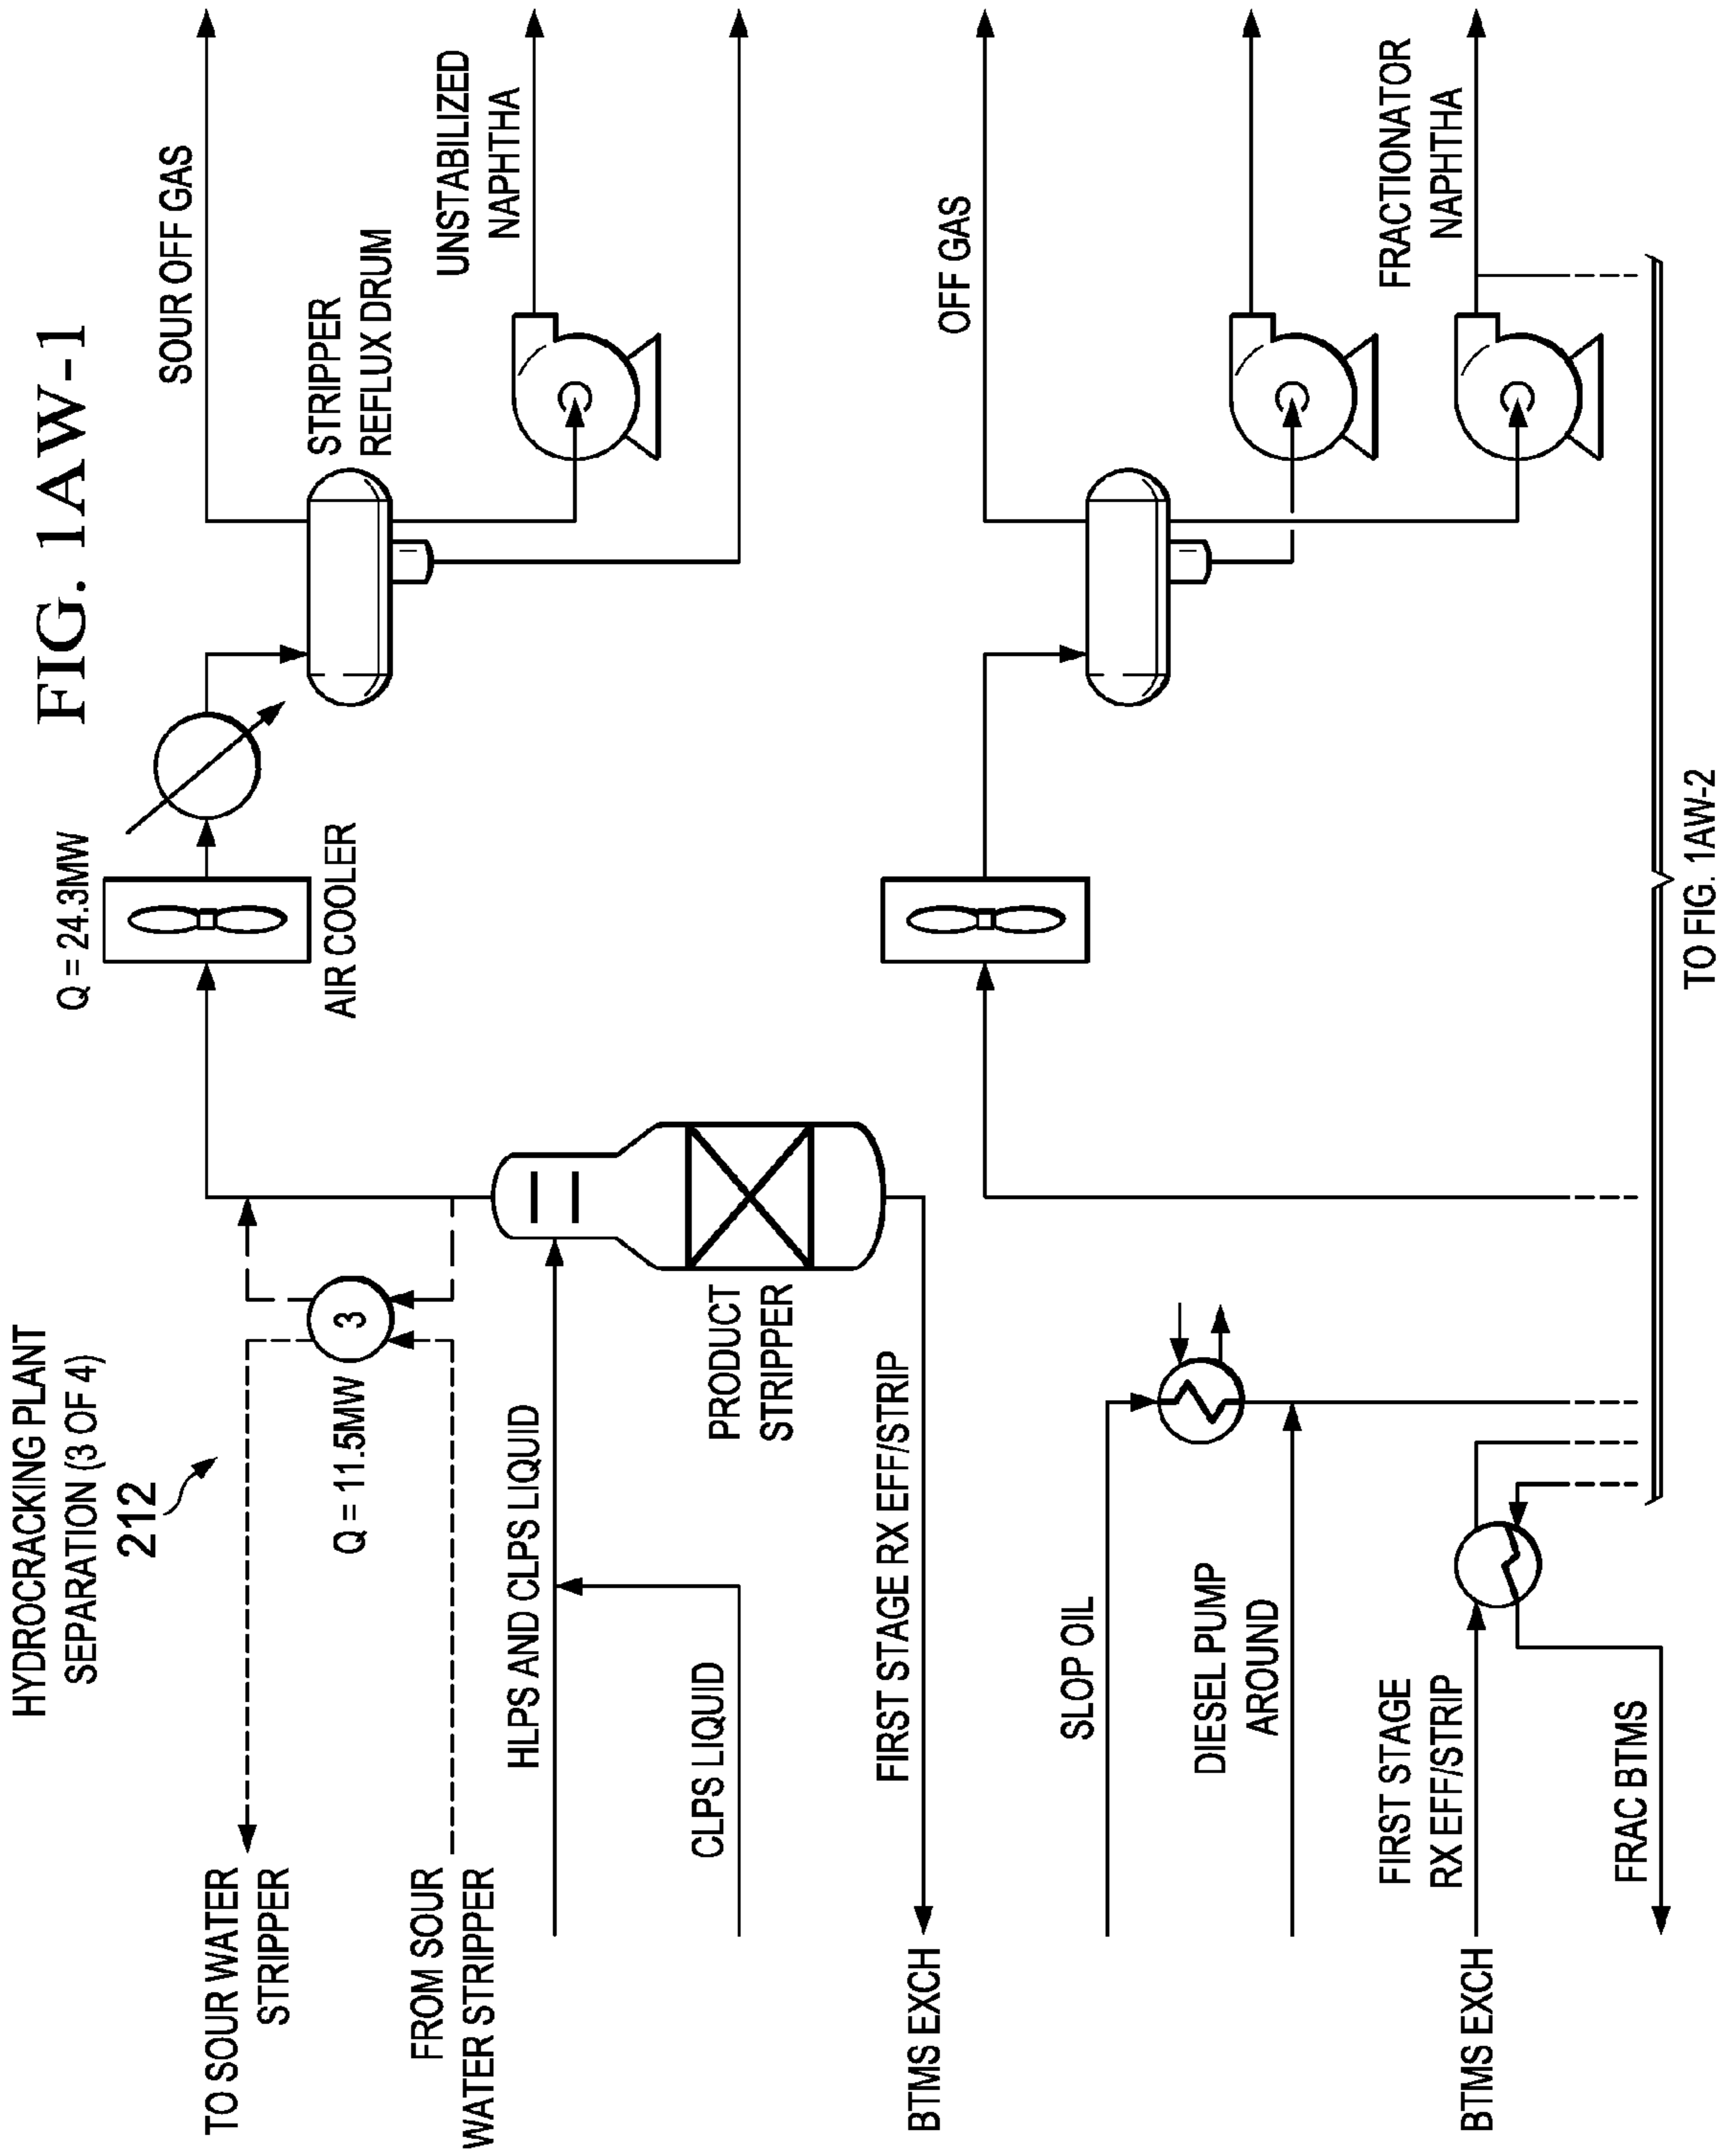 FIG. 1AW-1
HYDROCRACKING PLANT
SEPARATION (3 OF 4)
212
TO SOUR WATER
STRIPPER
FROM SOUR
WATER STRIPPER
Q = 11.5MW
3
Q = 24.3MW
AIR COOLER
SOUR OFF GAS
STRIPPER
REFLUX DRUM
UNSTABILIZED
NAPHTHA
HLPS AND CLPS LIQUID
CLPS LIQUID
PRODUCT
STRIPPER
FIRST STAGE RX EFF/STRIP
BTMS EXCH
OFF GAS
SLOP OIL
DIESEL PUMP
AROUND
FIRST STAGE
RX EFF/STRIP
BTMS EXCH
FRAC BTMS
FRACTIONATOR
NAPHTHA
TO FIG. 1AW-2